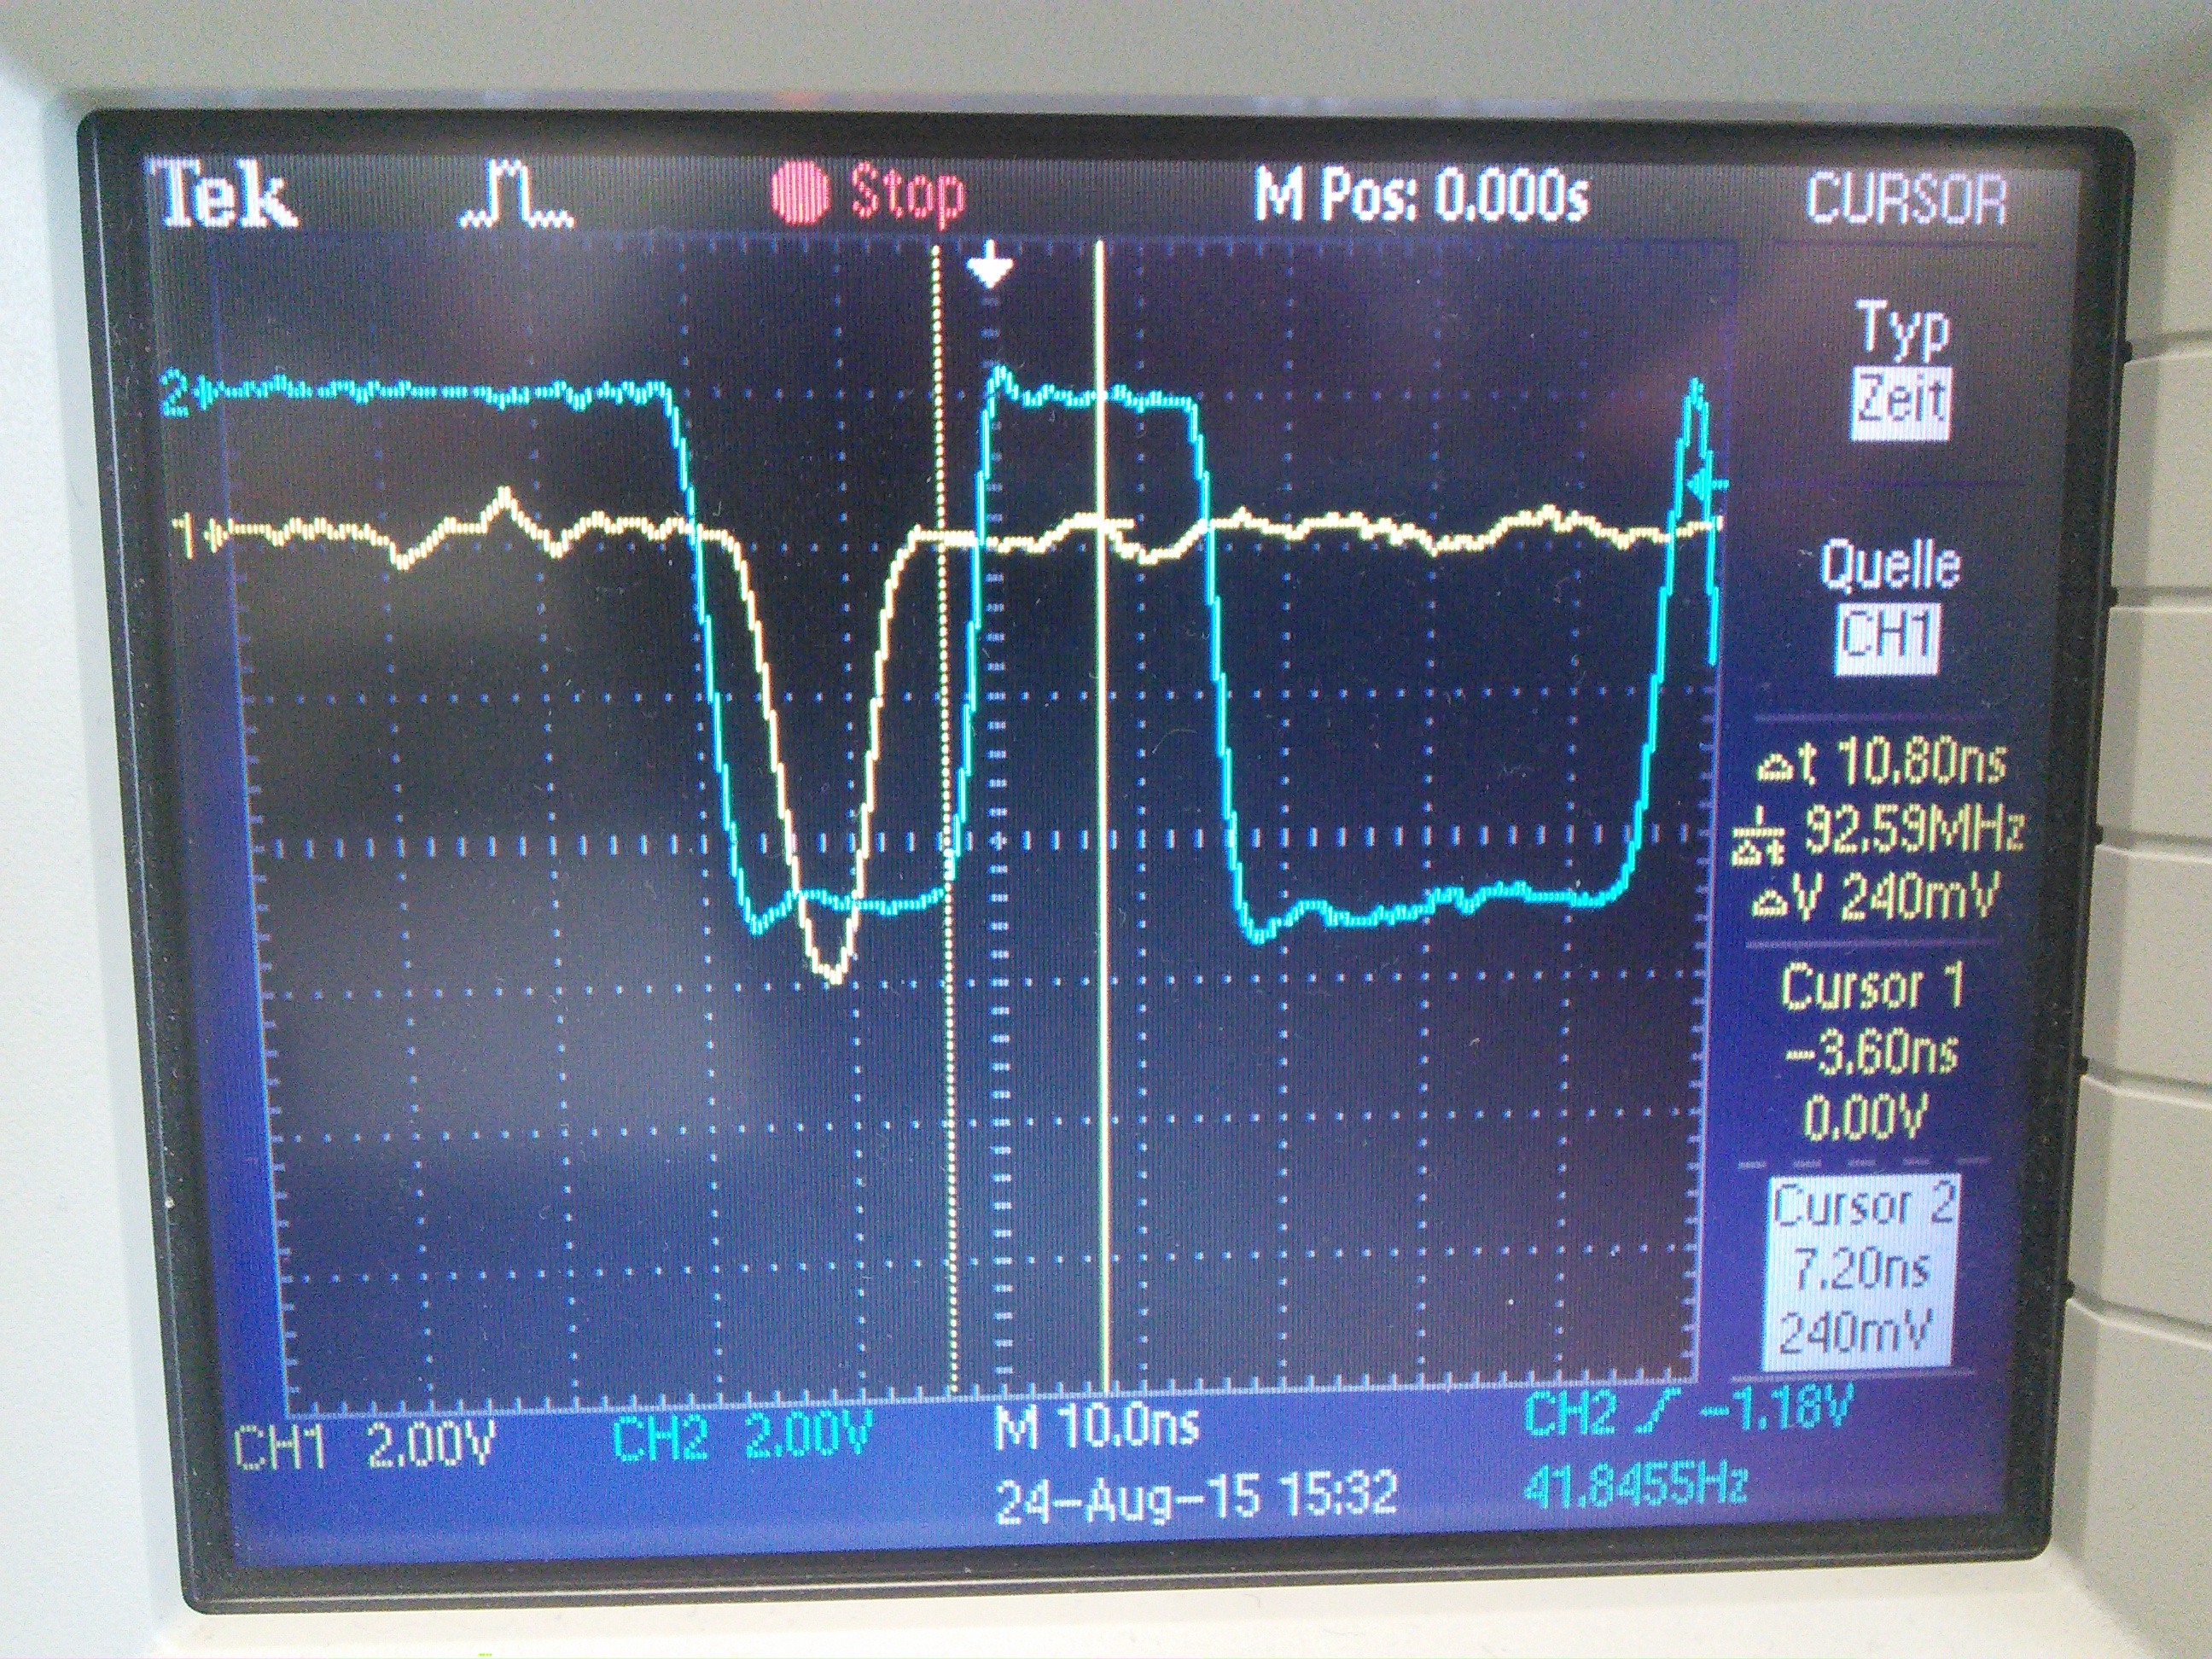 Tek Stop M Pos: 0.000s CURSOR
Typ
Zeit
2
1
Quelle
CH1
Δt 10.80ns
1/Δt 92.59MHz
ΔV 240mV
Cursor 1
-3.60ns
0.00V
Cursor 2
7.20ns
240mV
CH1 2.00V CH2 2.00V M 10.0ns CH2 -1.18V
24-Aug-15 15:32 41.8455Hz